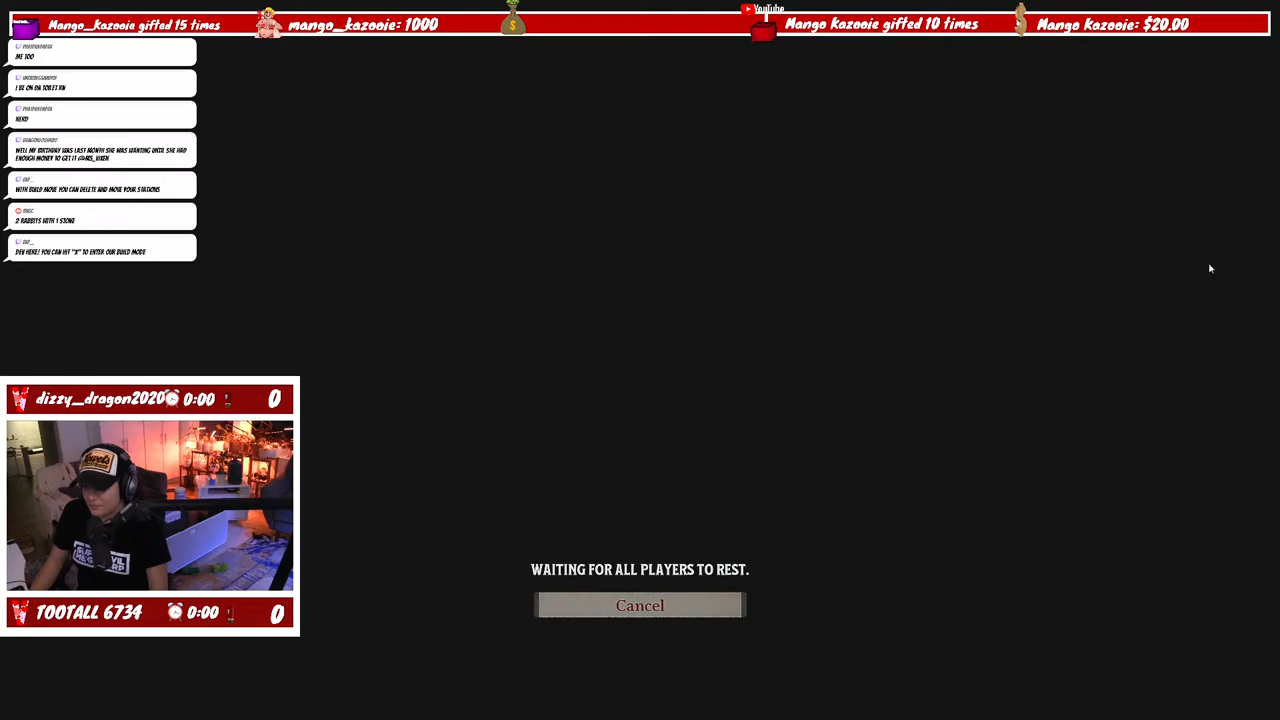 YouTube
Mango_Kazooie gifted 15 times
mango_kazooie: 1000
Mango Kazooie gifted 10 times
Mango Kazooie: $20.00
ME TOO
I BE ON DA TOILET RN
NERD
WELL MY BIRTHDAY WAS LAST MONTH SHE WAS WAITING UNTIL SHE HAD
ENOUGH MONEY TO GET IT @MS_VIXEN
WITH BUILD MOVE YOU CAN DELETE AND MOVE YOUR STATIONS
2 RABBITS WITH 1 STONE
DEV HERE! YOU CAN HIT "X" TO ENTER OUR BUILD MODE
dizzy_dragon2020 0:00 0
WAITING FOR ALL PLAYERS TO REST.
Cancel
TOOTALL 6734 0:00 0